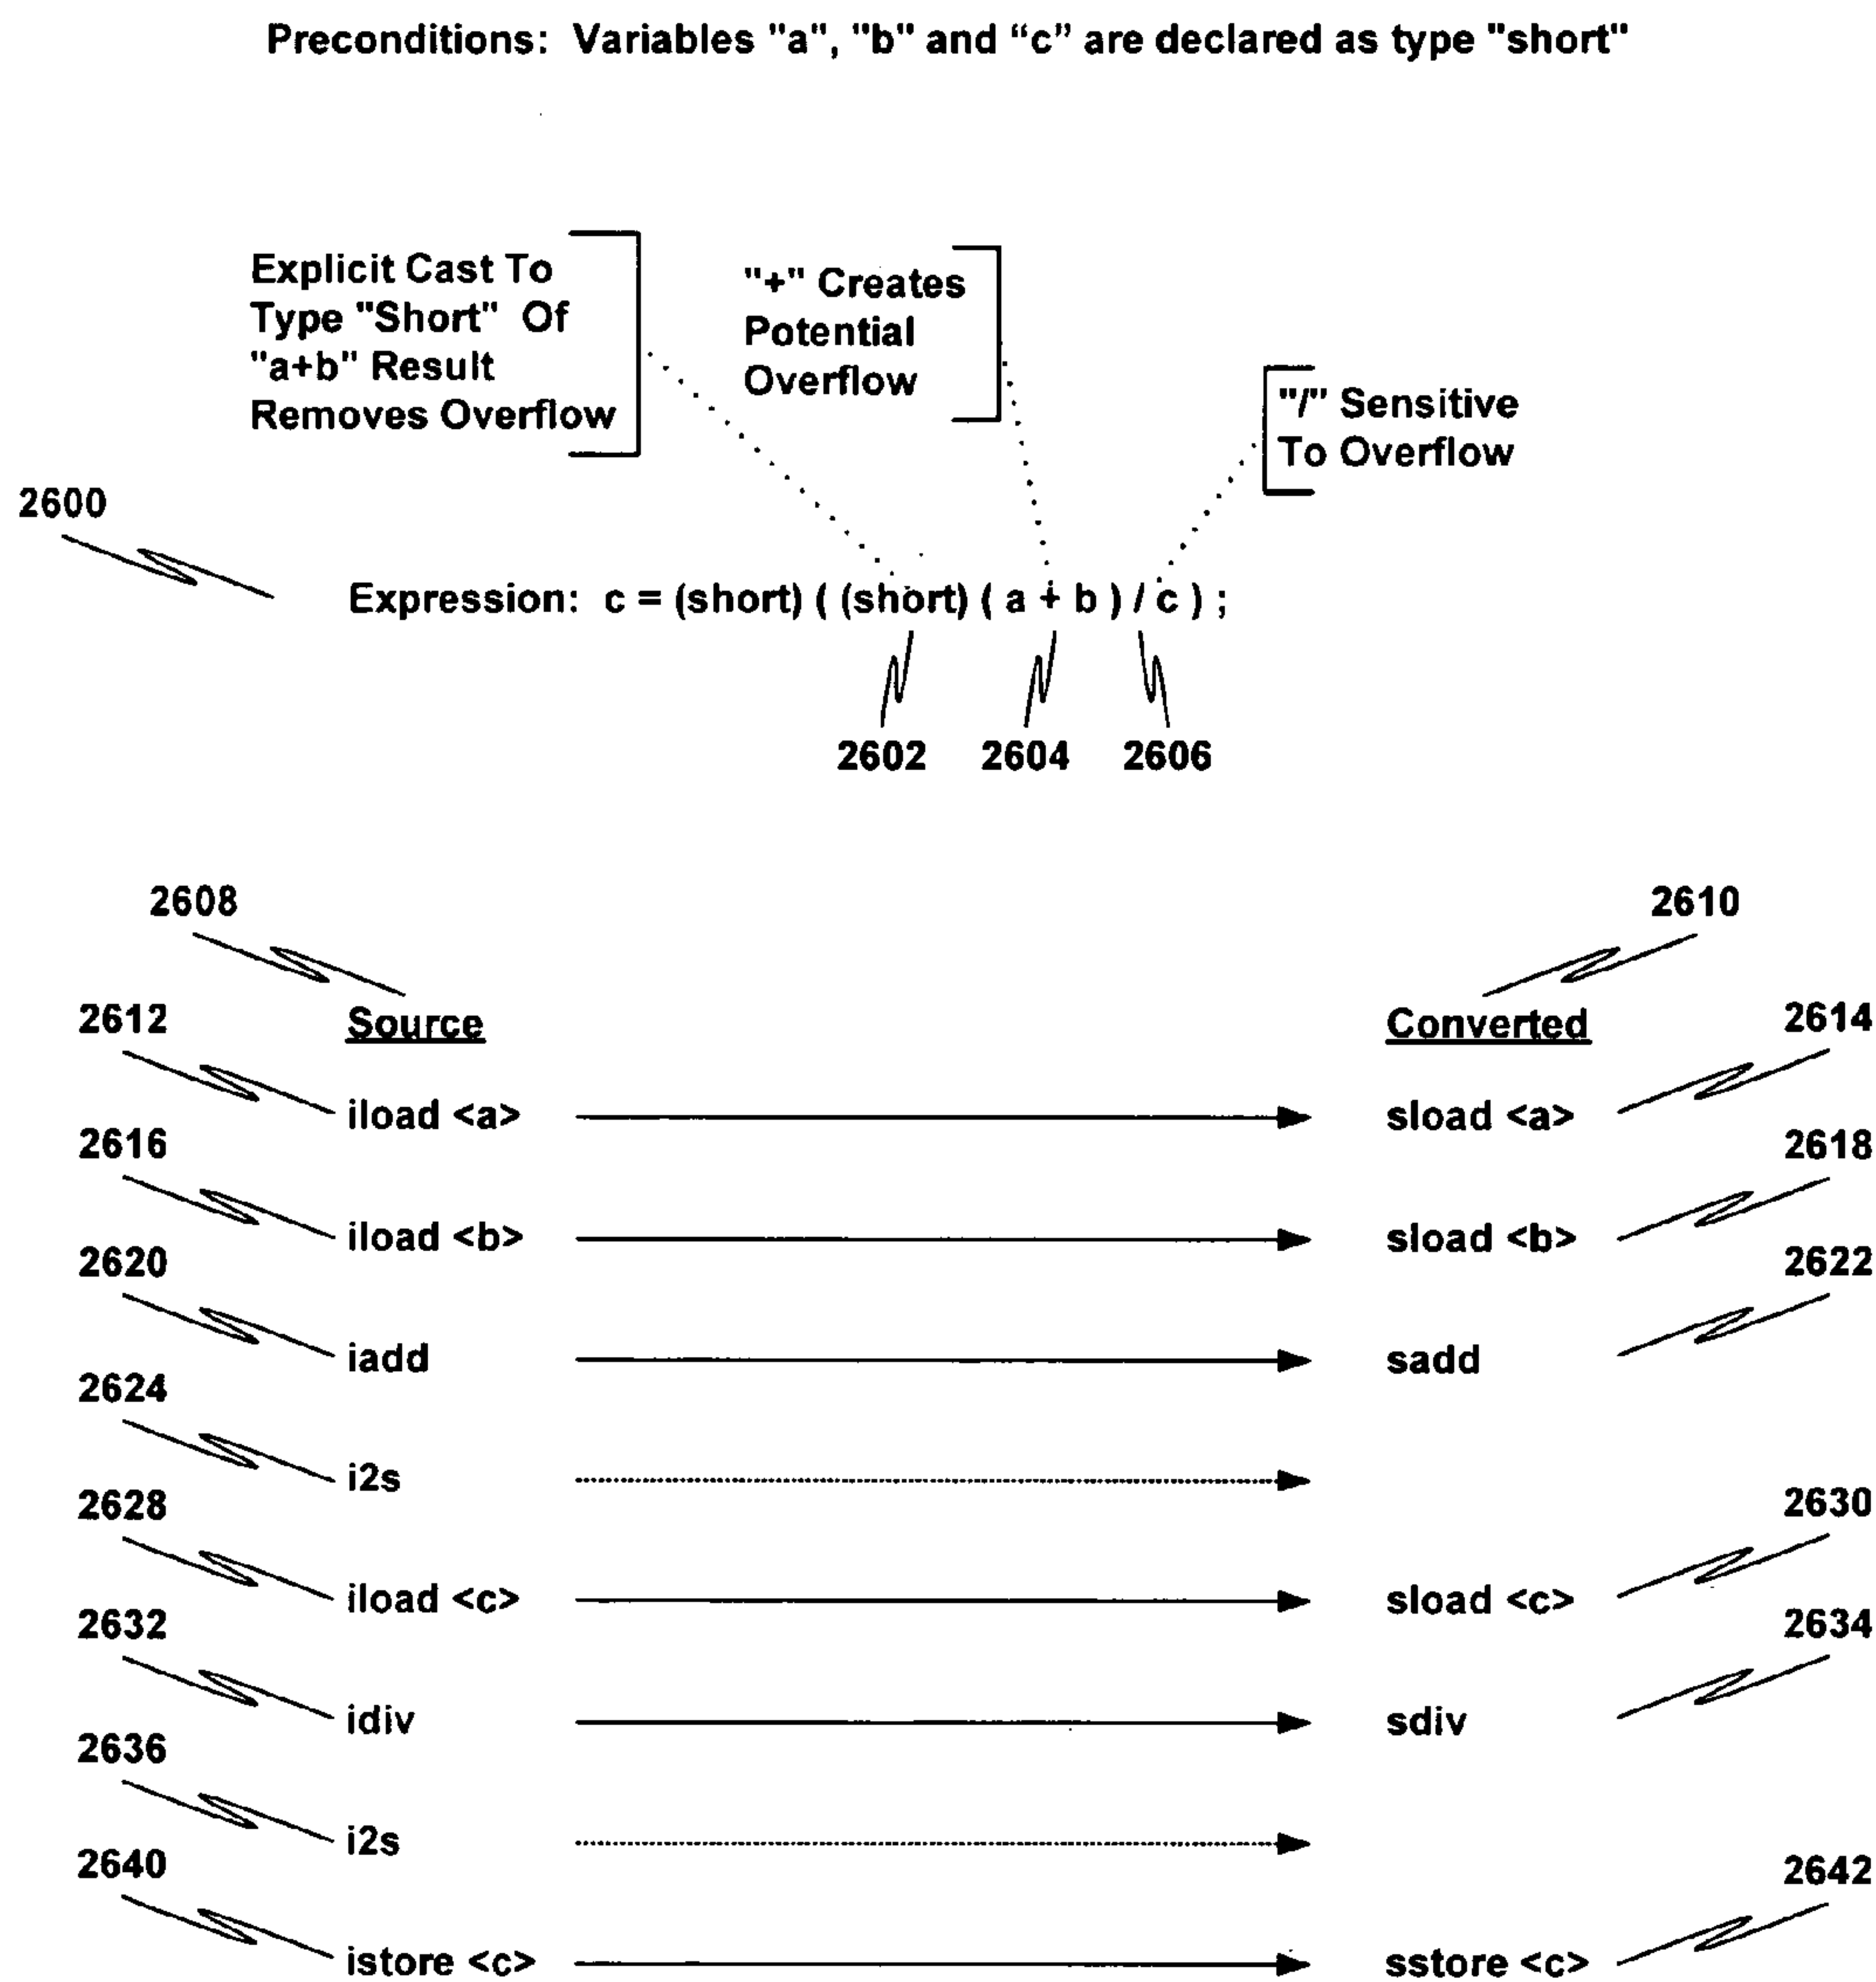 Preconditions: Variables "a", "b" and “c” are declared as type "short"
Explicit Cast To
Type "Short" Of
"a+b" Result
Removes Overflow
"+" Creates
Potential
Overflow
"/" Sensitive
To Overflow
2600
Expression: c = (short) ( (short) ( a + b ) / c ) ;
2602 2604 2606
2608 2610
2612 Source Converted 2614
iload <a> sload <a>
2616 2618
iload <b> sload <b>
2620 2622
iadd sadd
2624
i2s
2628 2630
iload <c> sload <c>
2632 2634
idiv sdiv
2636
i2s
2640 2642
istore <c> sstore <c>